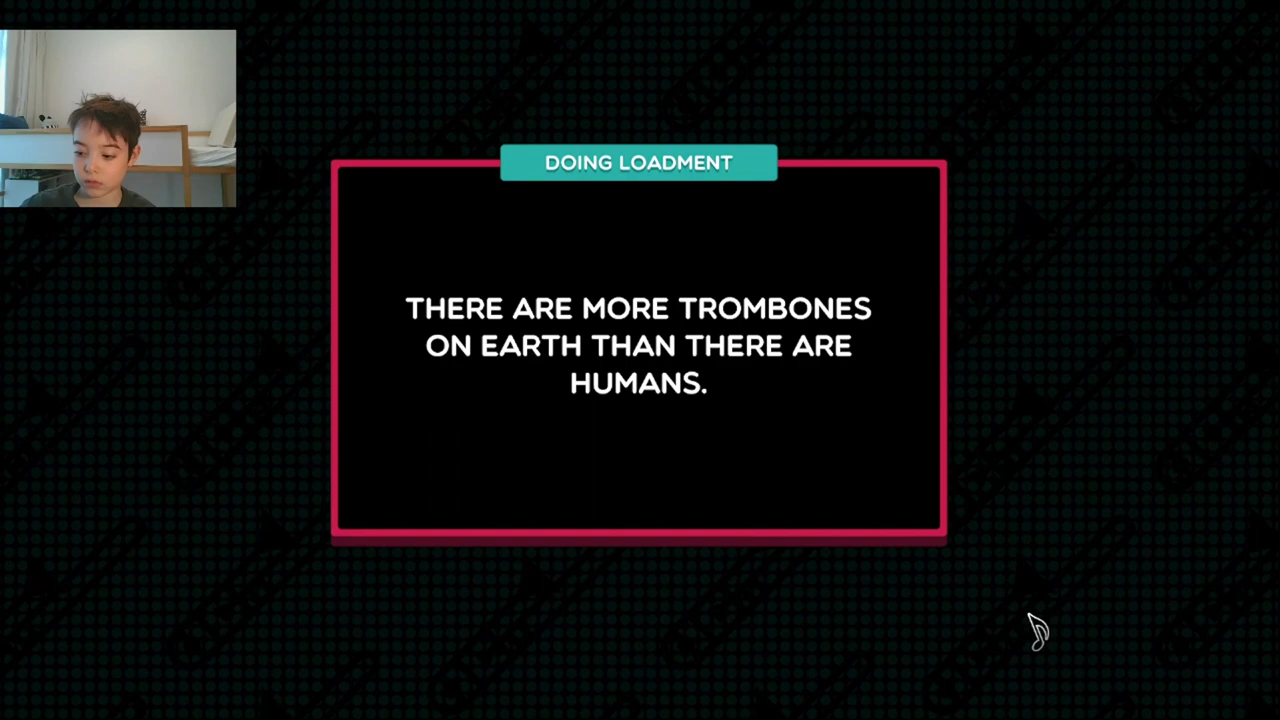 DOING LOADMENT
THERE ARE MORE TROMBONES
ON EARTH THAN THERE ARE
HUMANS.